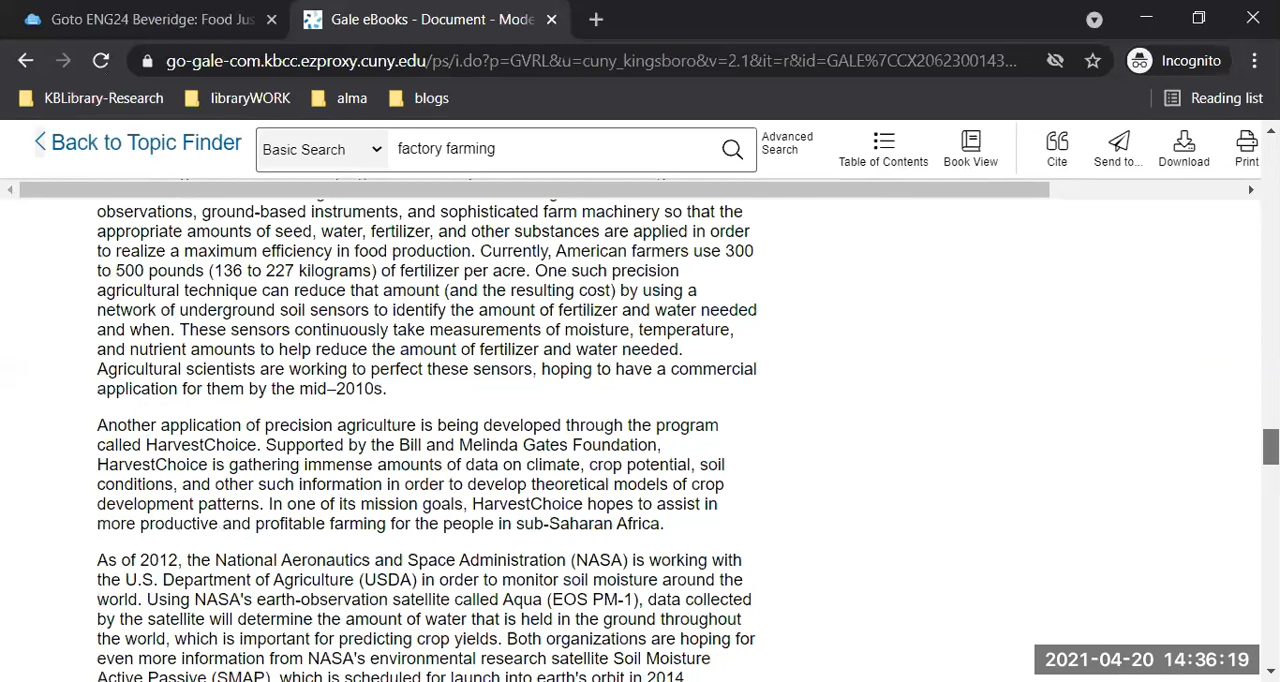 Goto ENG24 Beveridge: Food Jus
Gale eBooks - Document - Mode
go-gale-com.kbcc.ezproxy.cuny.edu/ps/i.do?p=GVRL&u=cuny_kingsboro&v=2.1&it=r&id=GALE%7CCX2062300143...
Incognito
KBLibrary-Research
libraryWORK
alma
blogs
Reading list
Back to Topic Finder
Basic Search
factory farming
Advanced
Search
Table of Contents
Book View
Cite
Send to...
Download
Print
observations, ground-based instruments, and sophisticated farm machinery so that the
appropriate amounts of seed, water, fertilizer, and other substances are applied in order
to realize a maximum efficiency in food production. Currently, American farmers use 300
to 500 pounds (136 to 227 kilograms) of fertilizer per acre. One such precision
agricultural technique can reduce that amount (and the resulting cost) by using a
network of underground soil sensors to identify the amount of fertilizer and water needed
and when. These sensors continuously take measurements of moisture, temperature,
and nutrient amounts to help reduce the amount of fertilizer and water needed.
Agricultural scientists are working to perfect these sensors, hoping to have a commercial
application for them by the mid–2010s.
Another application of precision agriculture is being developed through the program
called HarvestChoice. Supported by the Bill and Melinda Gates Foundation,
HarvestChoice is gathering immense amounts of data on climate, crop potential, soil
conditions, and other such information in order to develop theoretical models of crop
development patterns. In one of its mission goals, HarvestChoice hopes to assist in
more productive and profitable farming for the people in sub-Saharan Africa.
As of 2012, the National Aeronautics and Space Administration (NASA) is working with
the U.S. Department of Agriculture (USDA) in order to monitor soil moisture around the
world. Using NASA's earth-observation satellite called Aqua (EOS PM-1), data collected
by the satellite will determine the amount of water that is held in the ground throughout
the world, which is important for predicting crop yields. Both organizations are hoping for
even more information from NASA's environmental research satellite Soil Moisture
Active Passive (SMAP), which is scheduled for launch into earth's orbit in 2014.
2021-04-20 14:36:19